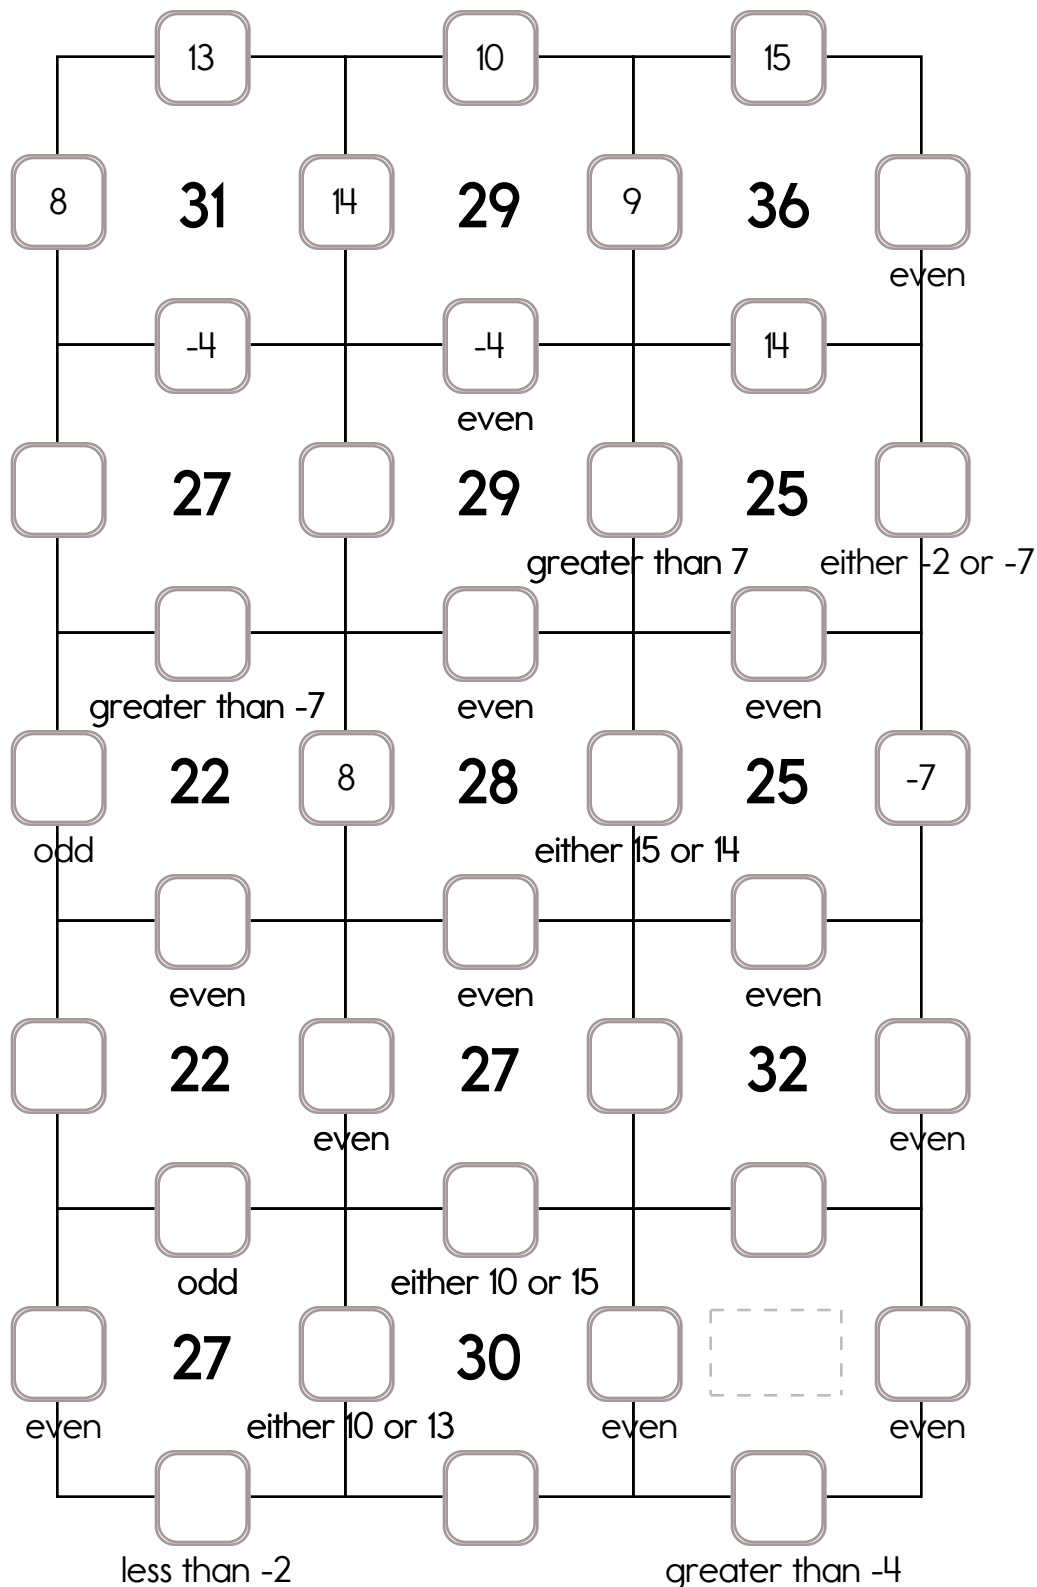 13 10 15
8 31 14 29 9 36
even
-4 -4 14
even
27 29 25
greater than 7 either -2 or -7
greater than -7 even even
22 8 28 25 -7
odd either 15 or 14
even even even
22 27 32
even even
odd either 10 or 15
27 30
even either 10 or 13 even even
less than -2 greater than -4